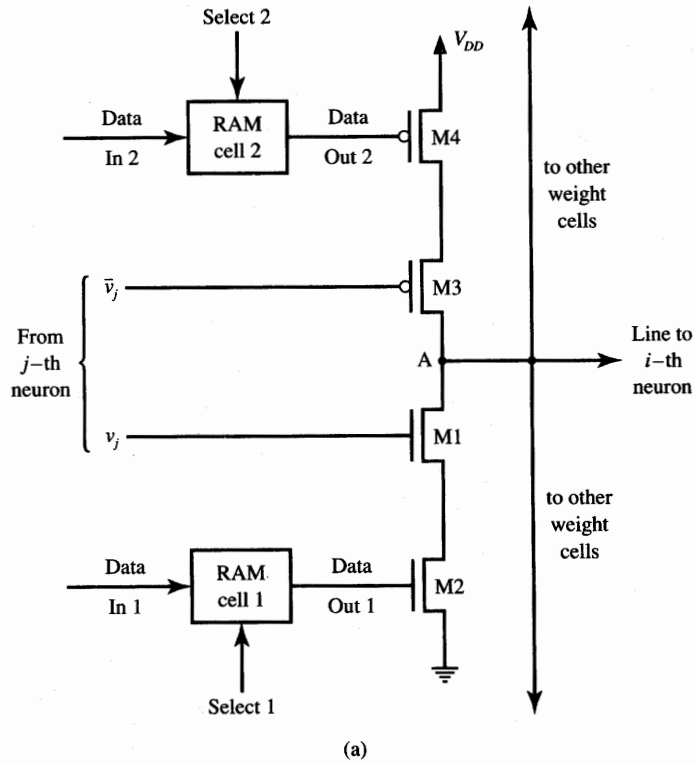 Select 2
V_DD
Data
In 2
RAM
cell 2
Data
Out 2
M4
to other
weight
cells
v̄_j
M3
From
j–th
neuron
A
Line to
i–th
neuron
v_j
M1
to other
weight
cells
Data
In 1
RAM
cell 1
Data
Out 1
M2
Select 1
(a)